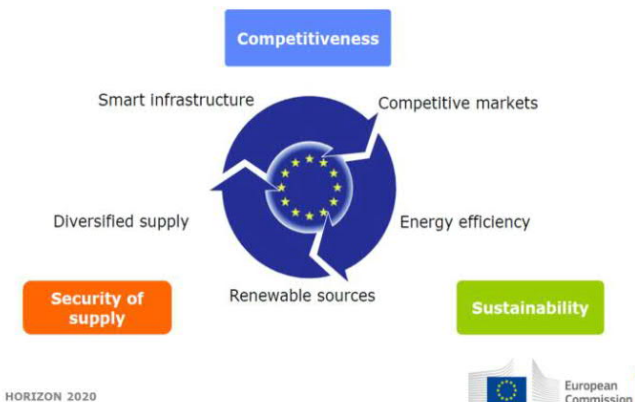 Competitiveness
Smart infrastructure
Competitive markets
Diversified supply
Energy efficiency
Renewable sources
Security of
supply
Sustainability
HORIZON 2020
European
Commission